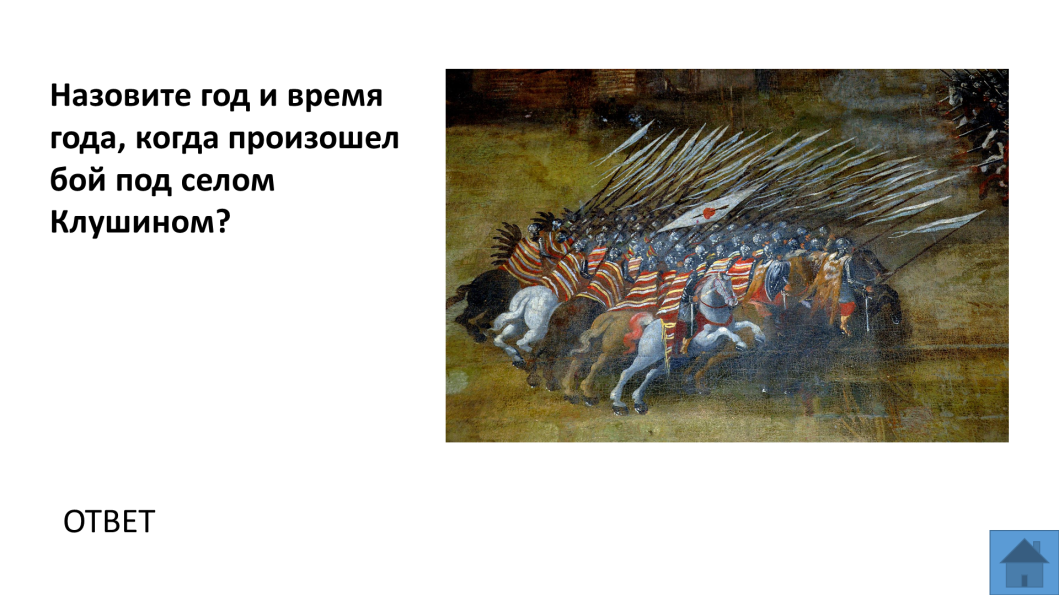 Назовите год и время
года, когда произошел
бой под селом
Клушином?
ОТВЕТ